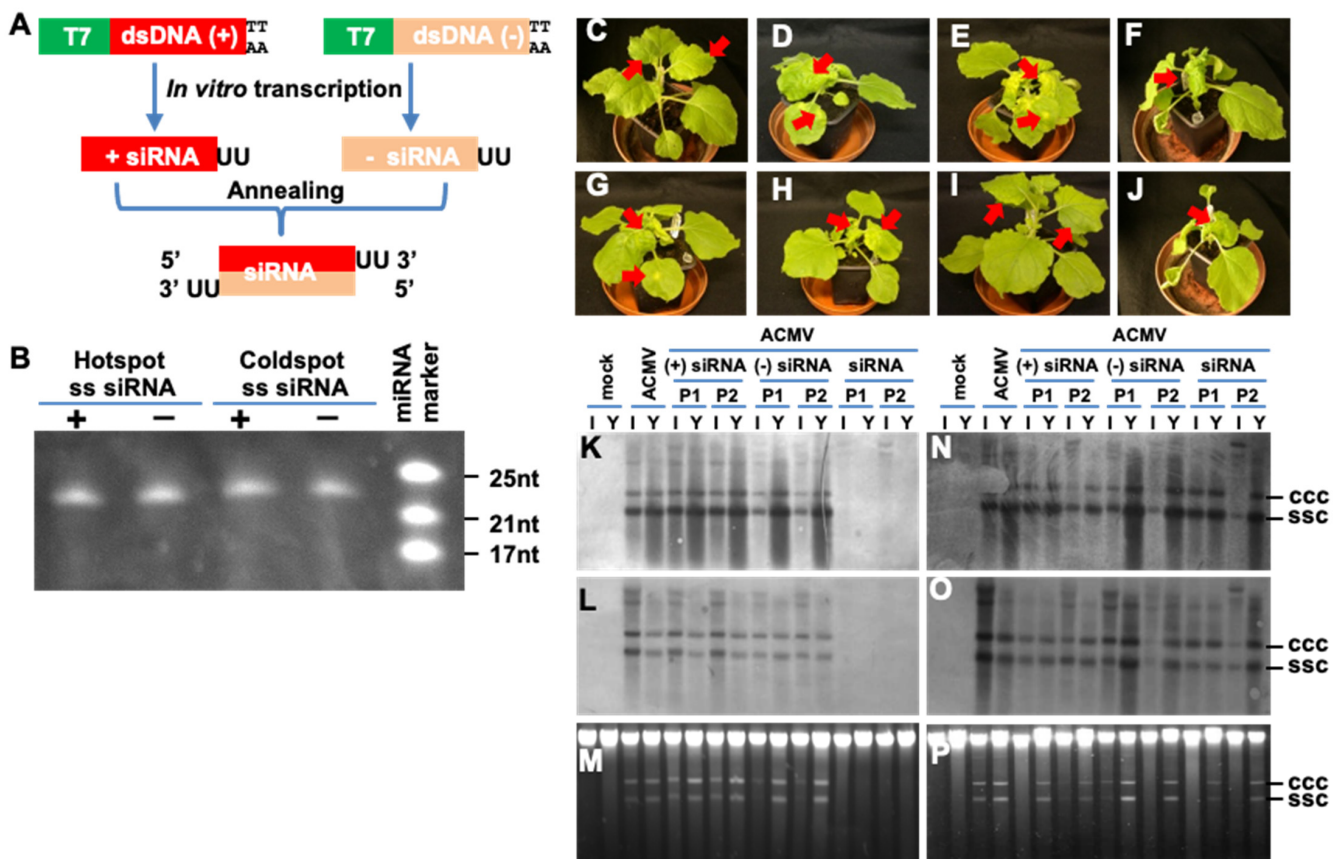 A
T7 dsDNA (+) TT
AA
T7 dsDNA (-) TT
AA
In vitro transcription
+ siRNA UU
- siRNA UU
Annealing
5’ siRNA UU 3’
3’ UU 5’
B
Hotspot
ss siRNA
Coldspot
ss siRNA
miRNA
marker
+ − + −
25nt
21nt
17nt
C D E F
G H I J
ACMV
mock ACMV (+) siRNA (-) siRNA siRNA
P1 P2 P1 P2 P1 P2
I Y I Y I Y I Y I Y I Y I Y I Y
ACMV
mock ACMV (+) siRNA (-) siRNA siRNA
P1 P2 P1 P2 P1 P2
I Y I Y I Y I Y I Y I Y I Y I Y
K N
ccc
ssc
L O
ccc
ssc
M P
ccc
ssc